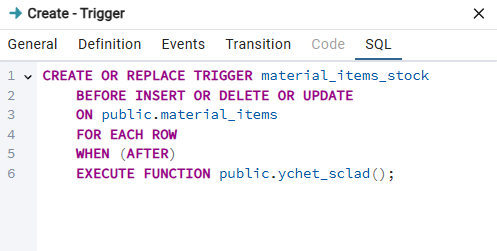 Create - Trigger
General Definition Events Transition Code SQL
1 CREATE OR REPLACE TRIGGER material_items_stock
2 BEFORE INSERT OR DELETE OR UPDATE
3 ON public.material_items
4 FOR EACH ROW
5 WHEN (AFTER)
6 EXECUTE FUNCTION public.ychet_sclad();